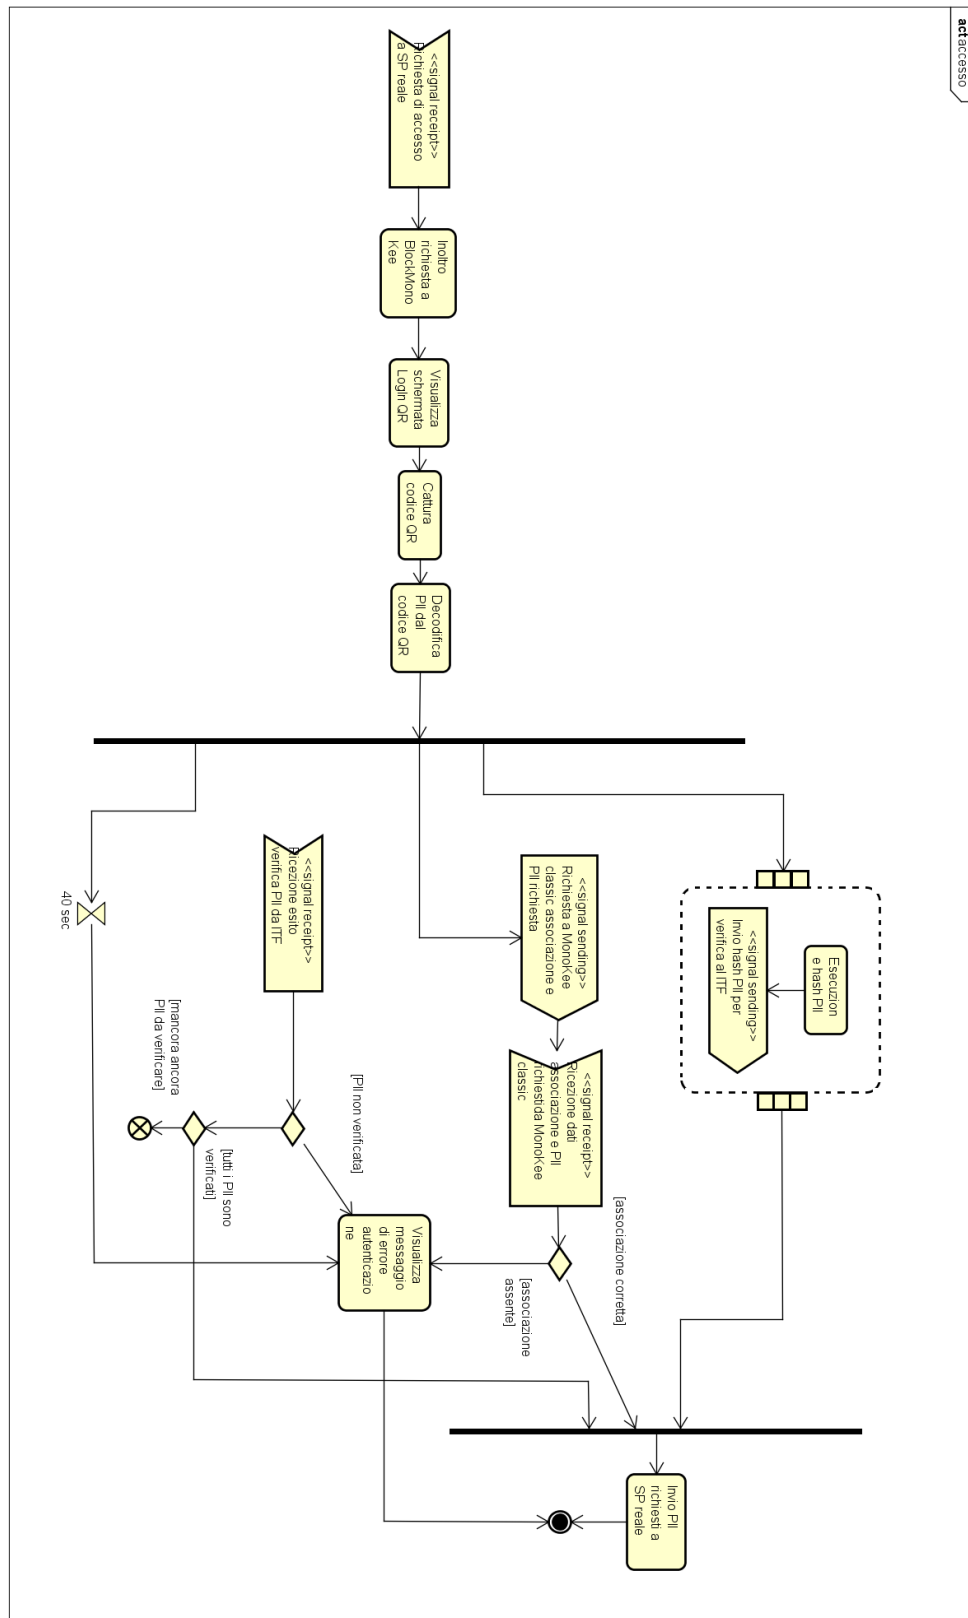 act accesso
<<signal receipt>>
Richiesta di accesso
a SP reale
Inoltro
richiesta a
BlockMono
Kee
Visualizza
schermata
LogIn QR
Cattura
codice QR
Decodifica
PII dal
codice QR
Esecuzion
e hash PII
<<signal sending>>
Invio hash PII per
verifica al ITF
<<signal sending>>
Richiesta a MonoKee
classic associazione e
PII richiesta
<<signal receipt>>
Ricezione dati
associazione e PII
richiestida MonoKee
classic
<<signal receipt>>
Ricezione esito
verifica PII da ITF
40 sec
[associazione corretta]
[associazione
assente]
[PII non verificata]
[tutti i PII sono
verificati]
[mancora ancora
PII da verificare]
Visualizza
messaggio
di errore
autenticazio
ne
Invio PII
richiesti a
SP reale